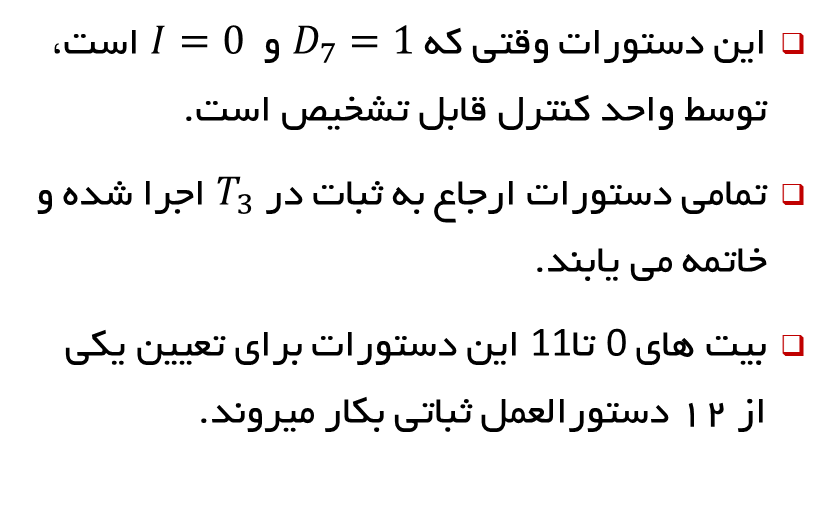 ❑ این دستورات وقتی که D₇ = 1 و I = 0 است،
توسط واحد کنترل قابل تشخیص است.
❑ تمامی دستورات ارجاع به ثبات در T₃ اجرا شده و
خاتمه می یابند.
❑ بیت های 0 تا11 این دستورات برای تعیین یکی
از ۱۲ دستورالعمل ثباتی بکار میروند.